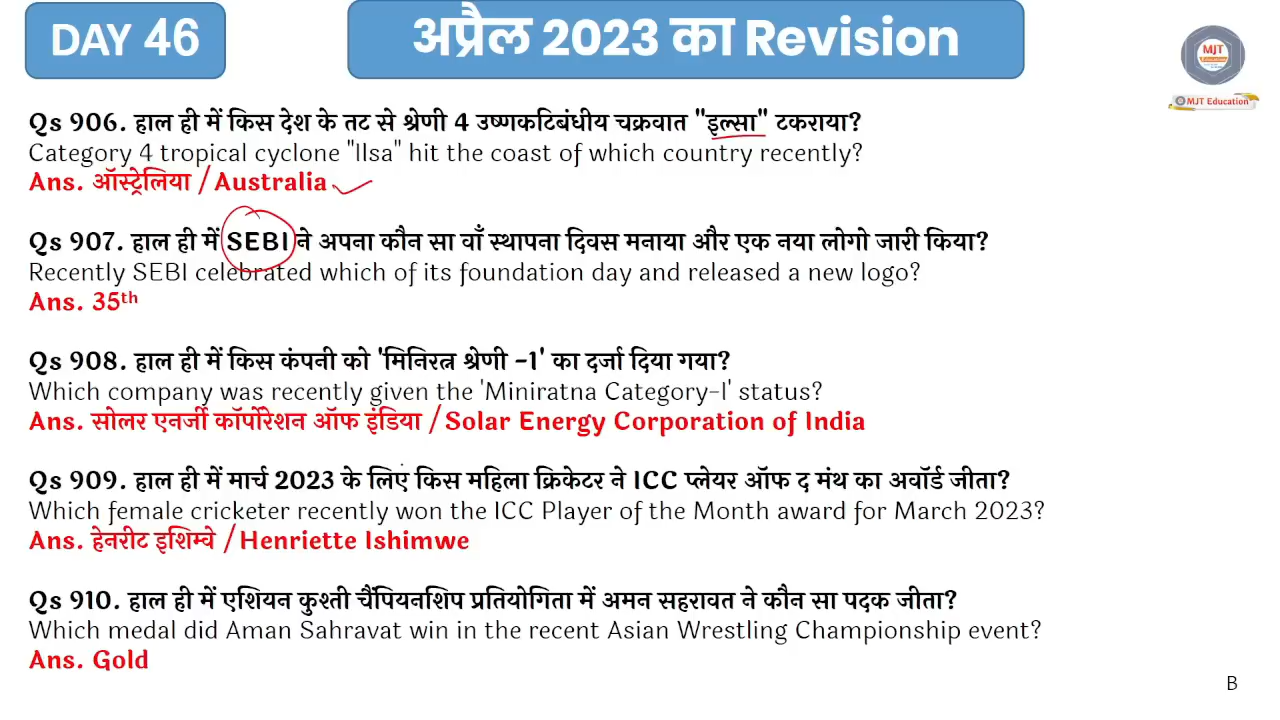 DAY 46
अप्रैल 2023 का Revision
MJT
MJT Education
Qs 906. हाल ही में किस देश के तट से श्रेणी 4 उष्णकटिबंधीय चक्रवात "इल्सा" टकराया?
Category 4 tropical cyclone "Ilsa" hit the coast of which country recently?
Ans. ऑस्ट्रेलिया / Australia
Qs 907. हाल ही में SEBI ने अपना कौन सा वाँ स्थापना दिवस मनाया और एक नया लोगो जारी किया?
Recently SEBI celebrated which of its foundation day and released a new logo?
Ans. 35th
Qs 908. हाल ही में किस कंपनी को 'मिनिरत्न श्रेणी -1' का दर्जा दिया गया?
Which company was recently given the 'Miniratna Category-I' status?
Ans. सोलर एनर्जी कॉर्पोरेशन ऑफ इंडिया / Solar Energy Corporation of India
Qs 909. हाल ही में मार्च 2023 के लिए किस महिला क्रिकेटर ने ICC प्लेयर ऑफ द मंथ का अवॉर्ड जीता?
Which female cricketer recently won the ICC Player of the Month award for March 2023?
Ans. हेनरीट इशिम्वे / Henriette Ishimwe
Qs 910. हाल ही में एशियन कुश्ती चैंपियनशिप प्रतियोगिता में अमन सहरावत ने कौन सा पदक जीता?
Which medal did Aman Sahravat win in the recent Asian Wrestling Championship event?
Ans. Gold
B